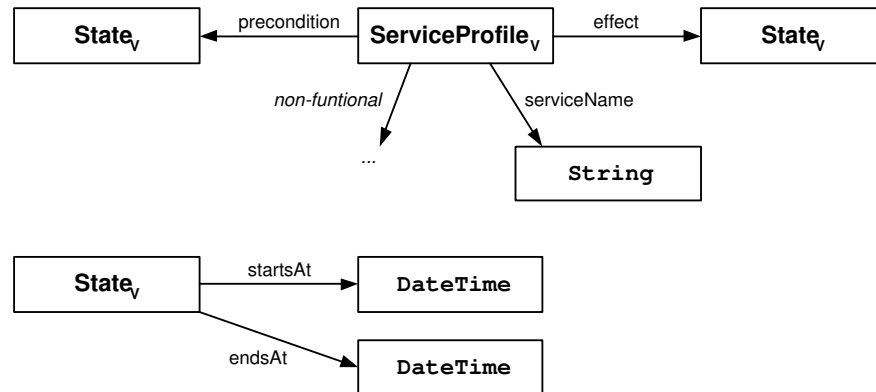 precondition
effect
State_V
ServiceProfile_V
State_V
non-funtional
serviceName
...
String
startsAt
State_V
DateTime
endsAt
DateTime